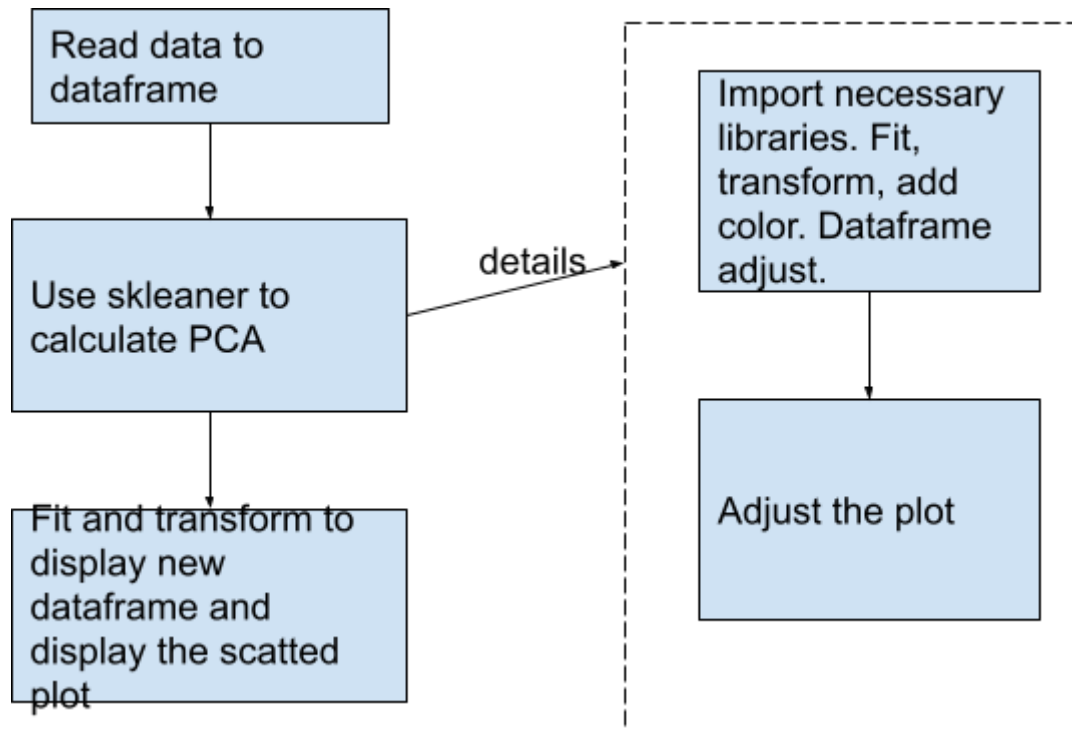 Read data to
dataframe
Use skleaner to
calculate PCA
Fit and transform to
display new
dataframe and
display the scatted
plot
details
Import necessary
libraries. Fit,
transform, add
color. Dataframe
adjust.
Adjust the plot